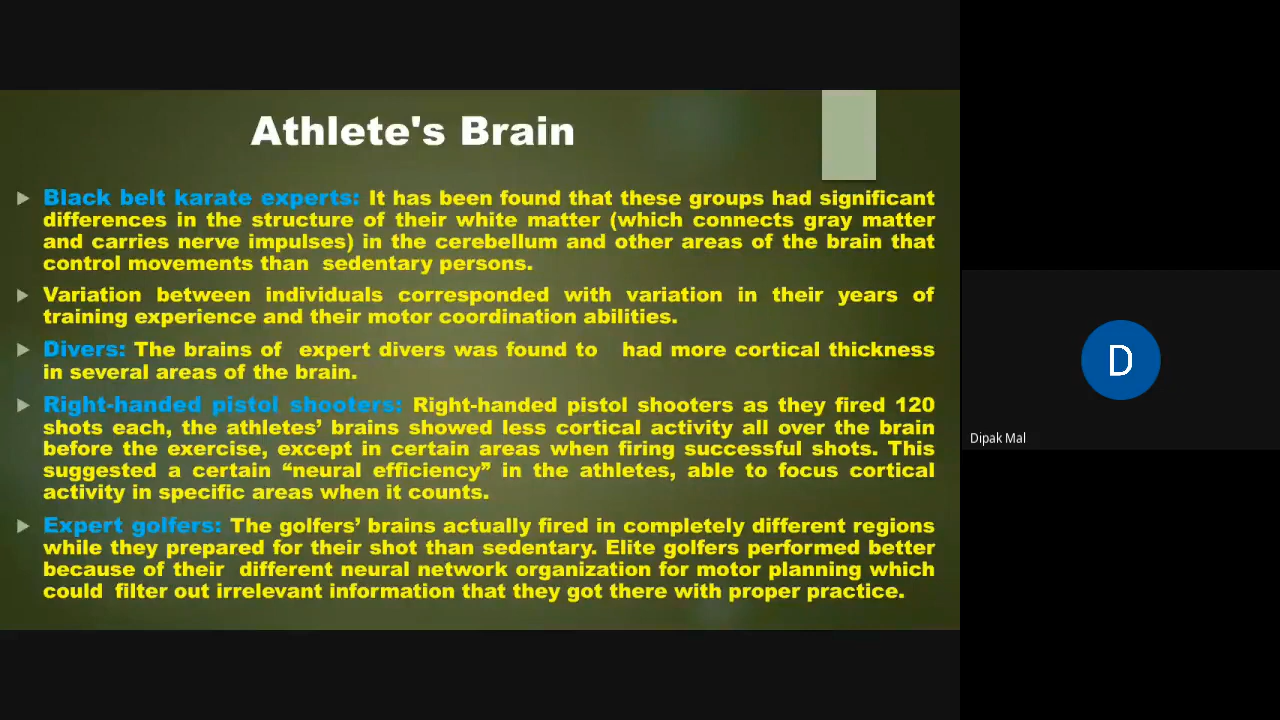 Athlete's Brain
Black belt karate experts: It has been found that these groups had significant
differences in the structure of their white matter (which connects gray matter
and carries nerve impulses) in the cerebellum and other areas of the brain that
control movements than sedentary persons.
Variation between individuals corresponded with variation in their years of
training experience and their motor coordination abilities.
Divers: The brains of expert divers was found to had more cortical thickness
in several areas of the brain.
Right-handed pistol shooters: Right-handed pistol shooters as they fired 120
shots each, the athletes’ brains showed less cortical activity all over the brain
before the exercise, except in certain areas when firing successful shots. This
suggested a certain “neural efficiency” in the athletes, able to focus cortical
activity in specific areas when it counts.
Expert golfers: The golfers’ brains actually fired in completely different regions
while they prepared for their shot than sedentary. Elite golfers performed better
because of their different neural network organization for motor planning which
could filter out irrelevant information that they got there with proper practice.
D
Dipak Mal